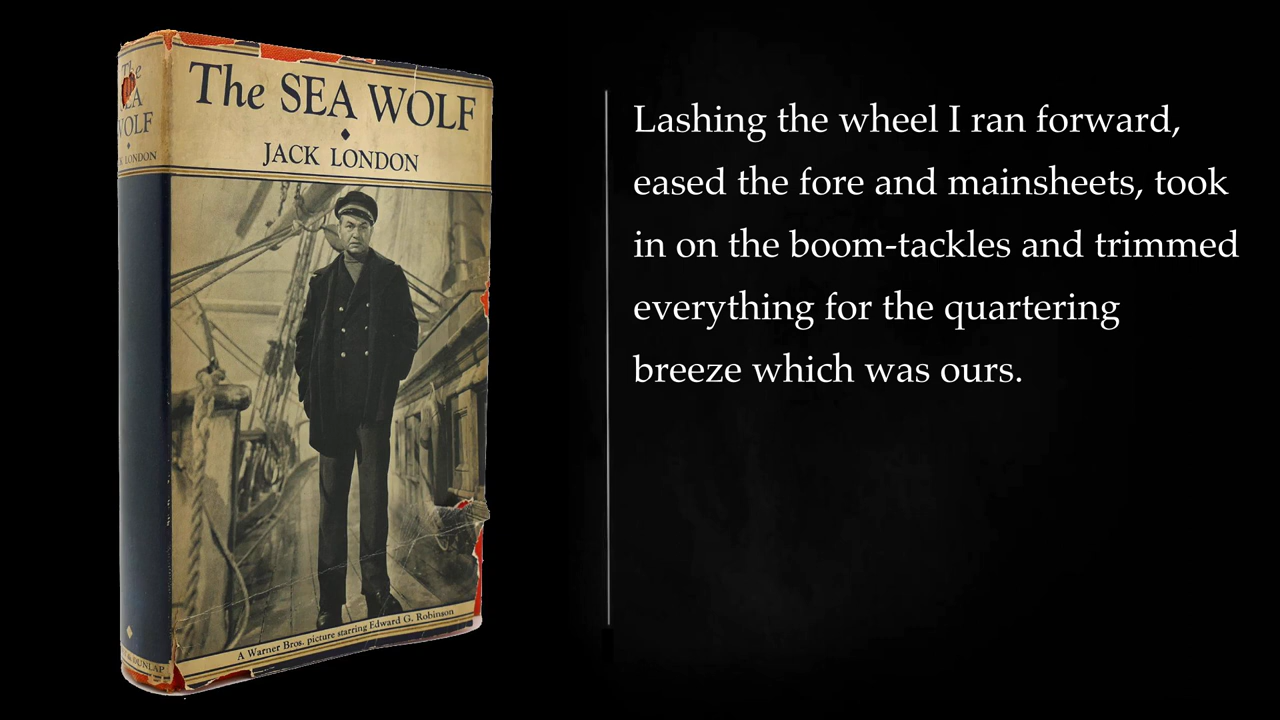 The SEA WOLF
JACK LONDON
The
SEA
WOLF
LONDON
A Warner Bros. picture starring Edward G. Robinson
DUNLAP
Lashing the wheel I ran forward,
eased the fore and mainsheets, took
in on the boom-tackles and trimmed
everything for the quartering
breeze which was ours.